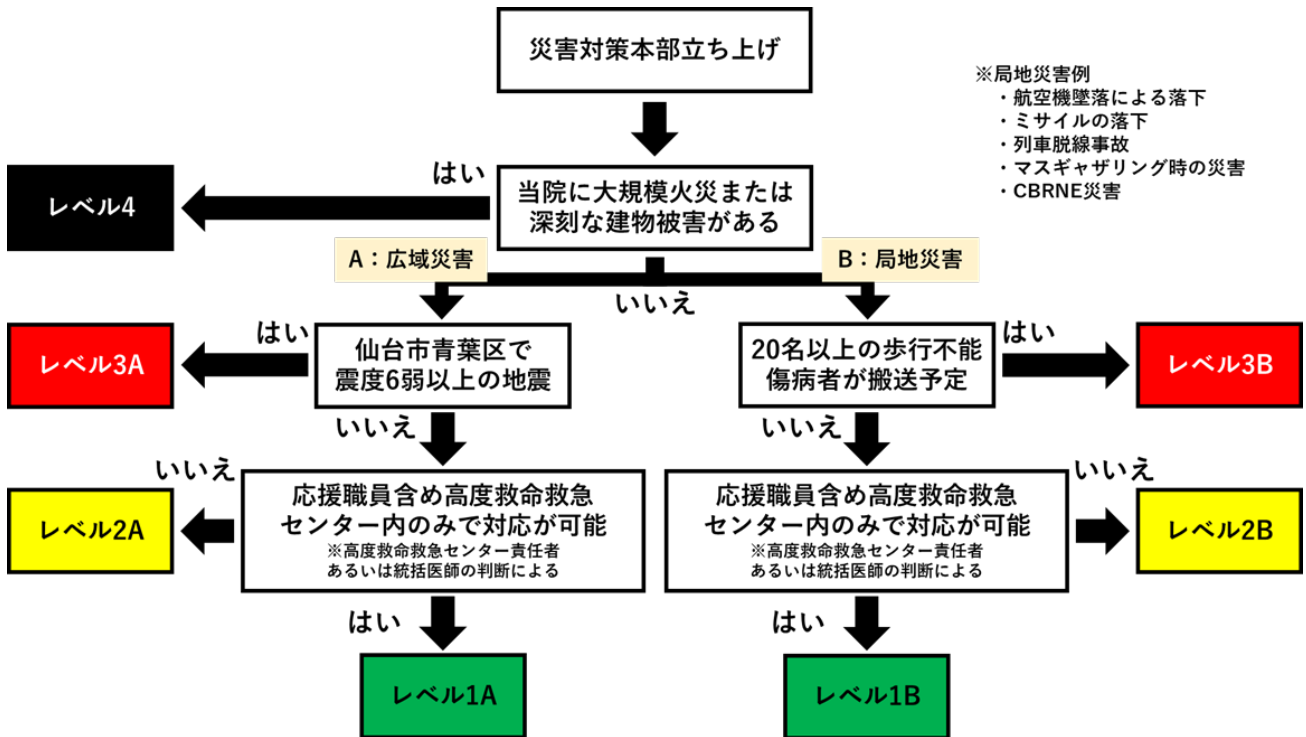 災害対策本部立ち上げ
※局地災害例
・航空機墜落による落下
・ミサイルの落下
・列車脱線事故
・マスギャザリング時の災害
・CBRNE災害
はい
レベル4
当院に大規模火災または
深刻な建物被害がある
A：広域災害
B：局地災害
いいえ
はい
レベル3A
仙台市青葉区で
震度6弱以上の地震
20名以上の歩行不能
傷病者が搬送予定
はい
レベル3B
いいえ
いいえ
いいえ
レベル2A
応援職員含め高度救命救急
センター内のみで対応が可能
※高度救命救急センター責任者
あるいは統括医師の判断による
応援職員含め高度救命救急
センター内のみで対応が可能
※高度救命救急センター責任者
あるいは統括医師の判断による
いいえ
レベル2B
はい
はい
レベル1A
レベル1B